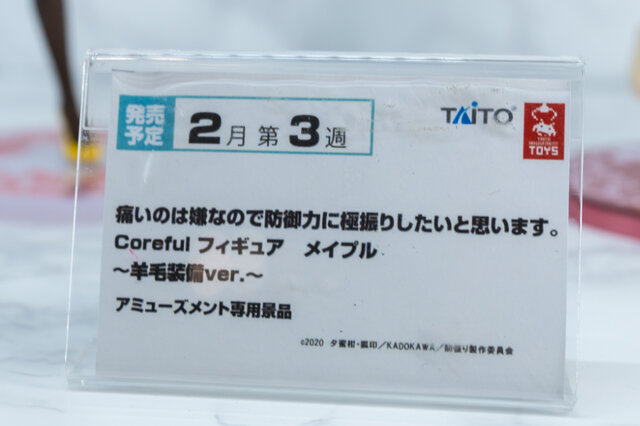 発売予定 2月第3週
TAITO
TOYS
痛いのは嫌なので防御力に極振りしたいと思います。
Coreful フィギュア メイプル
~羊毛装備ver.~
アミューズメント専用景品
©2020 夕蜜柑・狐印/KADOKAWA/防振り製作委員会